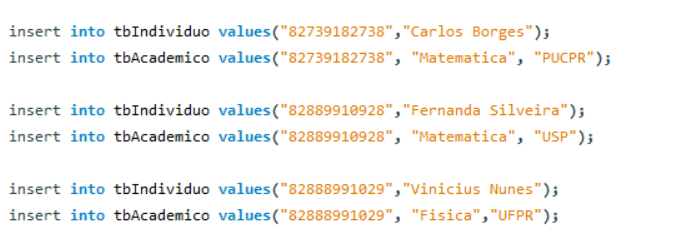 insert into tbIndividuo values("82739182738","Carlos Borges");
insert into tbAcademico values("82739182738", "Matematica", "PUCPR");
insert into tbIndividuo values("82889910928","Fernanda Silveira");
insert into tbAcademico values("82889910928", "Matematica", "USP");
insert into tbIndividuo values("82888991029","Vinicius Nunes");
insert into tbAcademico values("82888991029", "Fisica","UFPR");